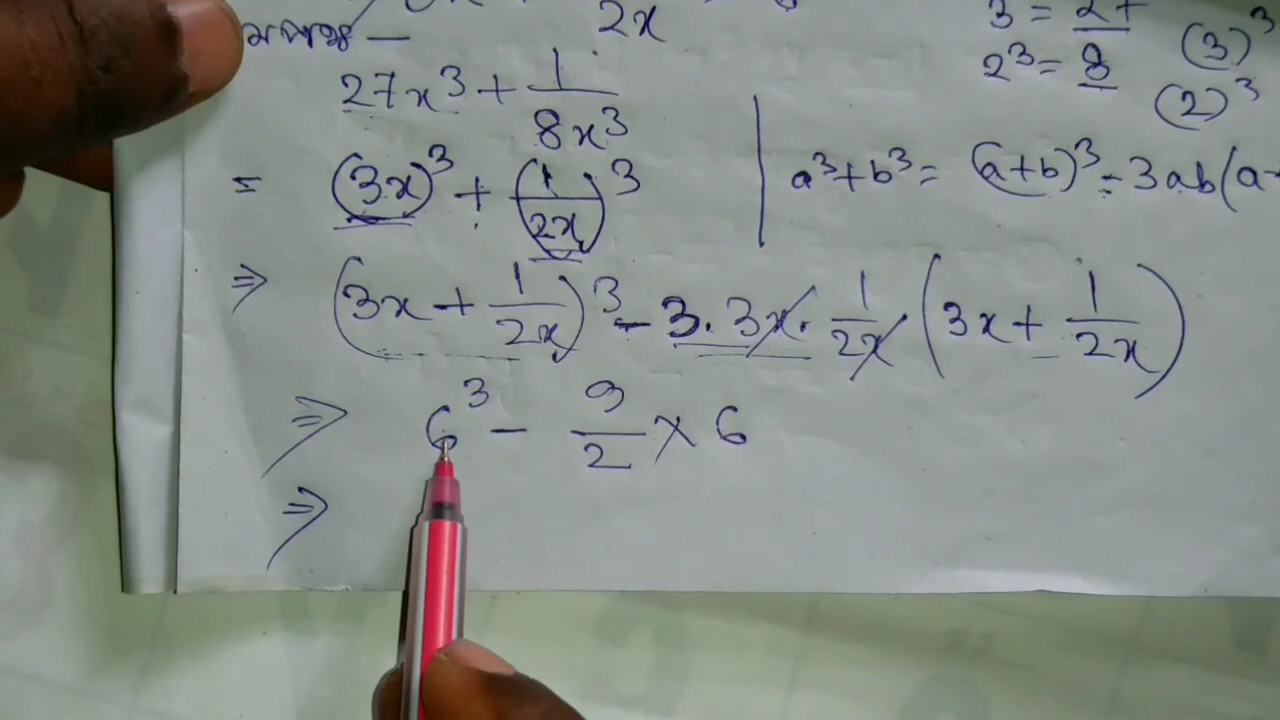 2x
3 = 27
2³ = 8 (3)³
(2)³
27x³ + 1/8x³
= (3x)³ + (1/2x)³
a³+b³ = (a+b)³ - 3ab(a+
⇒ (3x + 1/2x)³ - 3.3x. 1/2x. (3x + 1/2x)
⇒ 6³ - 9/2 × 6
⇒